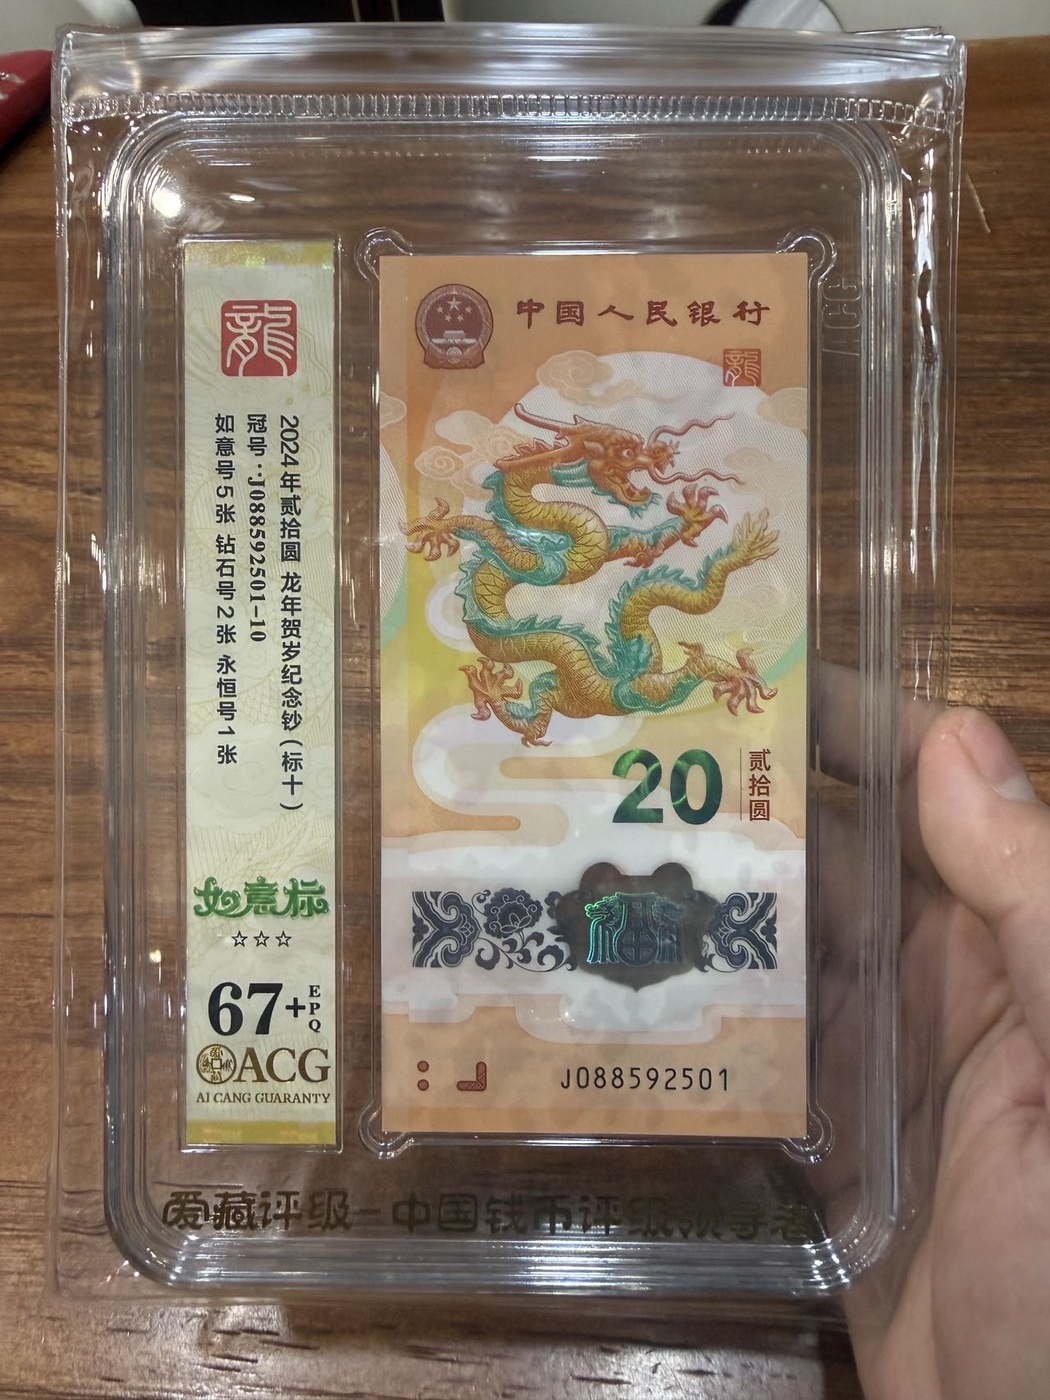 龍
2024年贰拾圆 龙年贺岁纪念钞(标十)
冠号:J088592501-10
如意号5张 钻石号2张 永恒号1张
如意标
☆☆☆
67+
EPQ
ACG
AI CANG GUARANTY
中国人民银行
龍
20
贰拾圆
J088592501
爱藏评级-中国钱币评级领导者
ACG